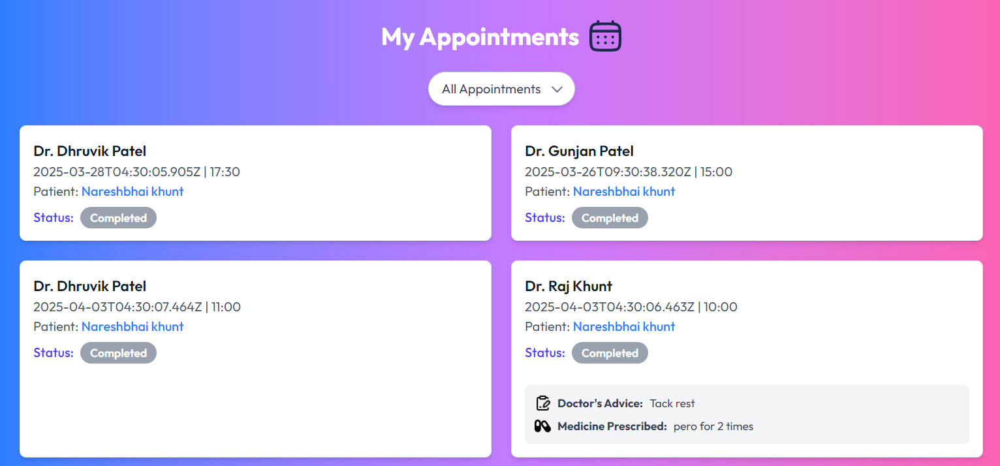 My Appointments
All Appointments
Dr. Dhruvik Patel
2025-03-28T04:30:05.905Z | 17:30
Patient: Nareshbhai khunt
Status: Completed
Dr. Gunjan Patel
2025-03-26T09:30:38.320Z | 15:00
Patient: Nareshbhai khunt
Status: Completed
Dr. Dhruvik Patel
2025-04-03T04:30:07.464Z | 11:00
Patient: Nareshbhai khunt
Status: Completed
Dr. Raj Khunt
2025-04-03T04:30:06.463Z | 10:00
Patient: Nareshbhai khunt
Status: Completed
Doctor's Advice: Tack rest
Medicine Prescribed: pero for 2 times